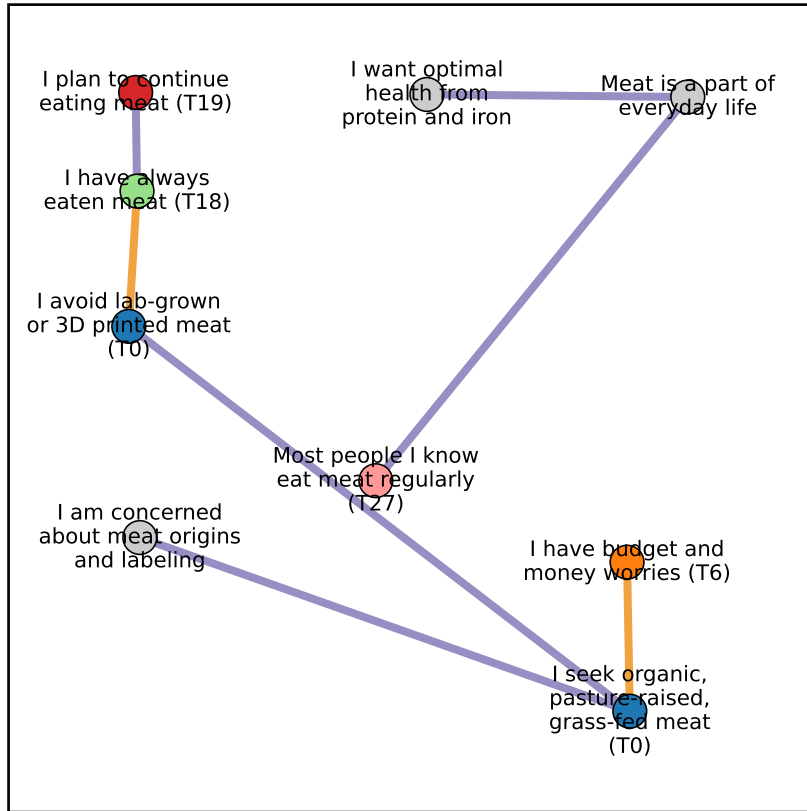 I plan to continue
eating meat (T19)
I want optimal
health from
protein and iron
Meat is a part of
everyday life
I have always
eaten meat (T18)
I avoid lab-grown
or 3D printed meat
(T0)
Most people I know
eat meat regularly
(T27)
I am concerned
about meat origins
and labeling
I have budget and
money worries (T6)
I seek organic,
pasture-raised,
grass-fed meat
(T0)